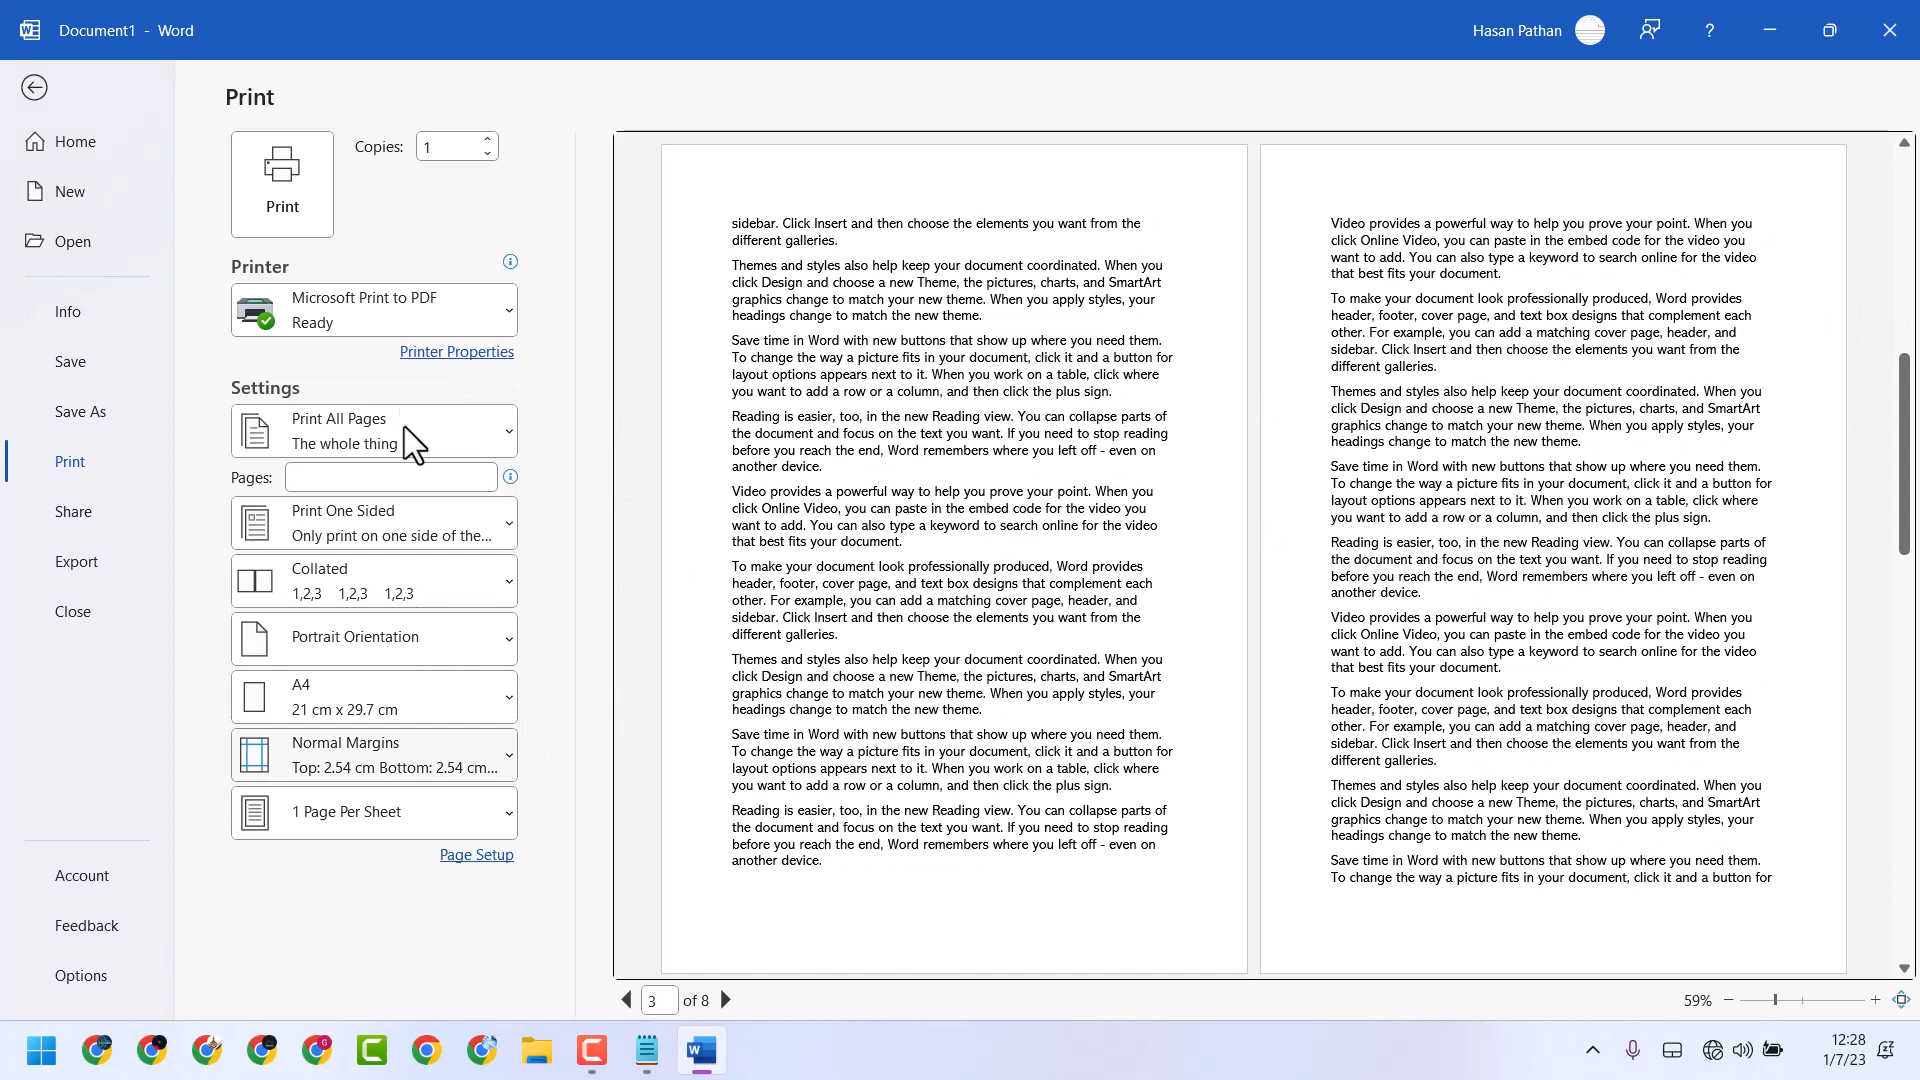 Document1 - Word
Hasan Pathan
?
Home
New
Open
Info
Save
Save As
Print
Share
Export
Close
Account
Feedback
Options
Print
Print
Copies: 1
Printer
Microsoft Print to PDF
Ready
Printer Properties
Settings
Print All Pages
The whole thing
Pages:
Print One Sided
Only print on one side of the...
Collated
1,2,3 1,2,3 1,2,3
Portrait Orientation
A4
21 cm x 29.7 cm
Normal Margins
Top: 2.54 cm Bottom: 2.54 cm...
1 Page Per Sheet
Page Setup
sidebar. Click Insert and then choose the elements you want from the
different galleries.
Themes and styles also help keep your document coordinated. When you
click Design and choose a new Theme, the pictures, charts, and SmartArt
graphics change to match your new theme. When you apply styles, your
headings change to match the new theme.
Save time in Word with new buttons that show up where you need them.
To change the way a picture fits in your document, click it and a button for
layout options appears next to it. When you work on a table, click where
you want to add a row or a column, and then click the plus sign.
Reading is easier, too, in the new Reading view. You can collapse parts of
the document and focus on the text you want. If you need to stop reading
before you reach the end, Word remembers where you left off - even on
another device.
Video provides a powerful way to help you prove your point. When you
click Online Video, you can paste in the embed code for the video you
want to add. You can also type a keyword to search online for the video
that best fits your document.
To make your document look professionally produced, Word provides
header, footer, cover page, and text box designs that complement each
other. For example, you can add a matching cover page, header, and
sidebar. Click Insert and then choose the elements you want from the
different galleries.
Themes and styles also help keep your document coordinated. When you
click Design and choose a new Theme, the pictures, charts, and SmartArt
graphics change to match your new theme. When you apply styles, your
headings change to match the new theme.
Save time in Word with new buttons that show up where you need them.
To change the way a picture fits in your document, click it and a button for
layout options appears next to it. When you work on a table, click where
you want to add a row or a column, and then click the plus sign.
Reading is easier, too, in the new Reading view. You can collapse parts of
the document and focus on the text you want. If you need to stop reading
before you reach the end, Word remembers where you left off - even on
another device.
Video provides a powerful way to help you prove your point. When you
click Online Video, you can paste in the embed code for the video you
want to add. You can also type a keyword to search online for the video
that best fits your document.
To make your document look professionally produced, Word provides
header, footer, cover page, and text box designs that complement each
other. For example, you can add a matching cover page, header, and
sidebar. Click Insert and then choose the elements you want from the
different galleries.
Themes and styles also help keep your document coordinated. When you
click Design and choose a new Theme, the pictures, charts, and SmartArt
graphics change to match your new theme. When you apply styles, your
headings change to match the new theme.
Save time in Word with new buttons that show up where you need them.
To change the way a picture fits in your document, click it and a button for
layout options appears next to it. When you work on a table, click where
you want to add a row or a column, and then click the plus sign.
Reading is easier, too, in the new Reading view. You can collapse parts of
the document and focus on the text you want. If you need to stop reading
before you reach the end, Word remembers where you left off - even on
another device.
Video provides a powerful way to help you prove your point. When you
click Online Video, you can paste in the embed code for the video you
want to add. You can also type a keyword to search online for the video
that best fits your document.
To make your document look professionally produced, Word provides
header, footer, cover page, and text box designs that complement each
other. For example, you can add a matching cover page, header, and
sidebar. Click Insert and then choose the elements you want from the
different galleries.
Themes and styles also help keep your document coordinated. When you
click Design and choose a new Theme, the pictures, charts, and SmartArt
graphics change to match your new theme. When you apply styles, your
headings change to match the new theme.
Save time in Word with new buttons that show up where you need them.
To change the way a picture fits in your document, click it and a button for
3 of 8
59%
12:28
1/7/23